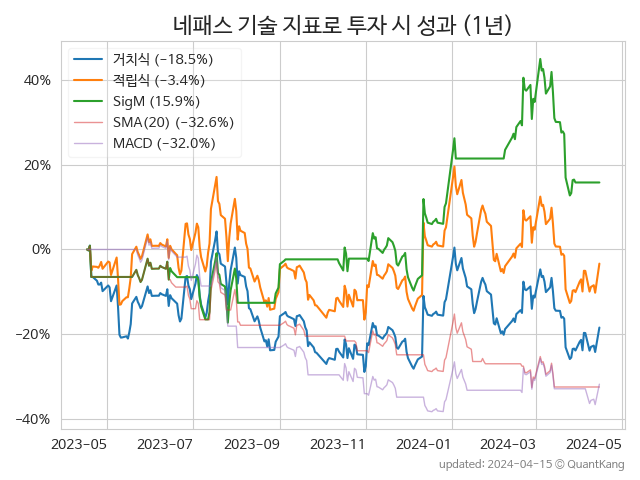 네패스 기술 지표로 투자 시 성과 (1년)
거치식 (−18.5%)
적립식 (−3.4%)
SigM (15.9%)
SMA(20) (−32.6%)
MACD (−32.0%)
40%
20%
0%
−20%
−40%
2023-05 2023-07 2023-09 2023-11 2024-01 2024-03 2024-05
updated: 2024-04-15 © QuantKang